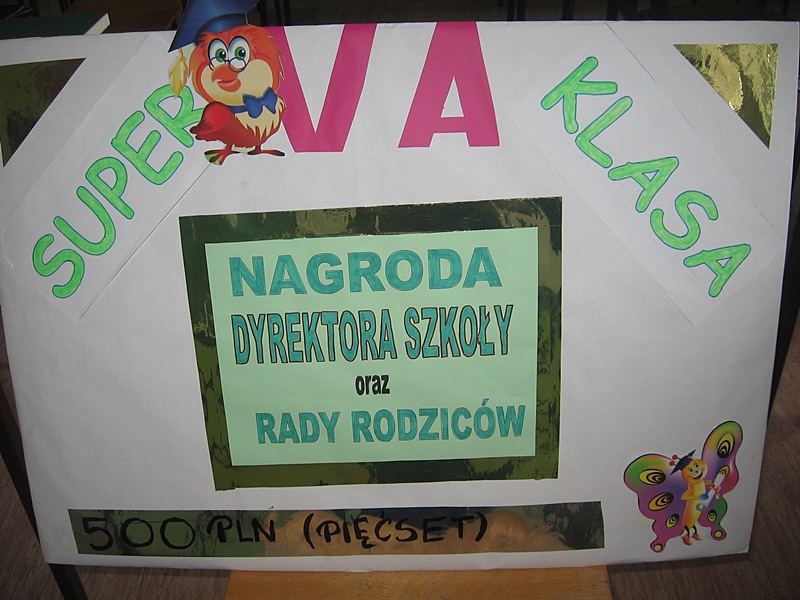 SUPER
VA
KLASA
NAGRODA
DYREKTORA SZKOŁY
oraz
RADY RODZICÓW
500 PLN (PIĘĆSET)